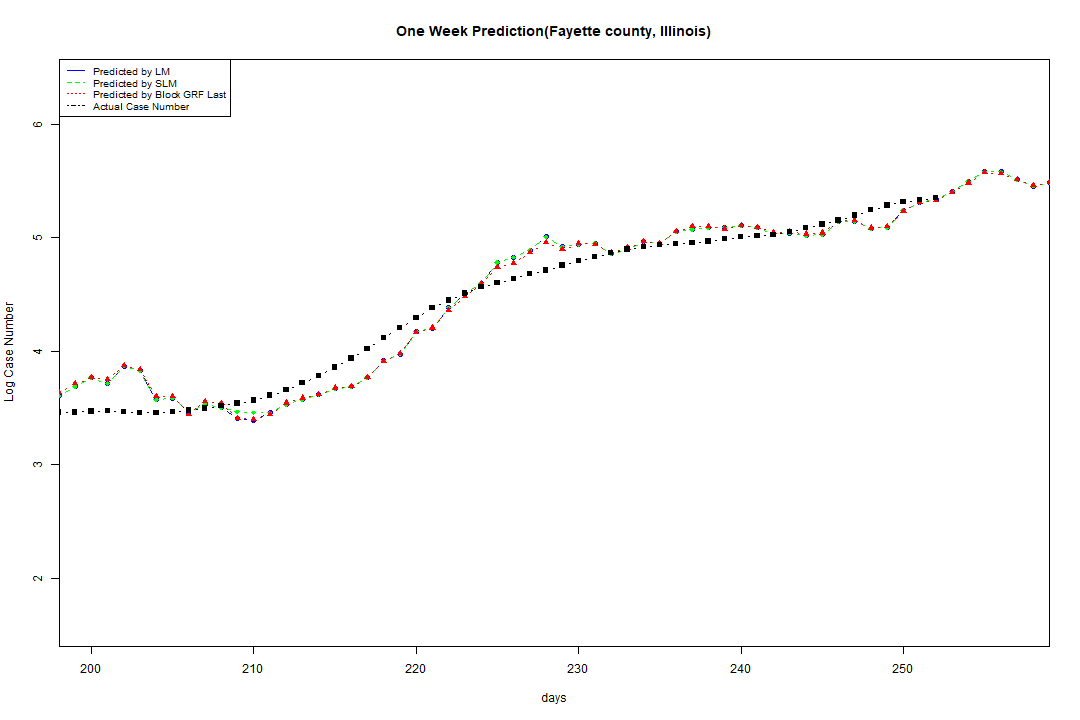 One Week Prediction(Fayette county, Illinois)
Predicted by LM
Predicted by SLM
Predicted by Block GRF Last
Actual Case Number
6
5
4
3
2
Log Case Number
200 210 220 230 240 250
days